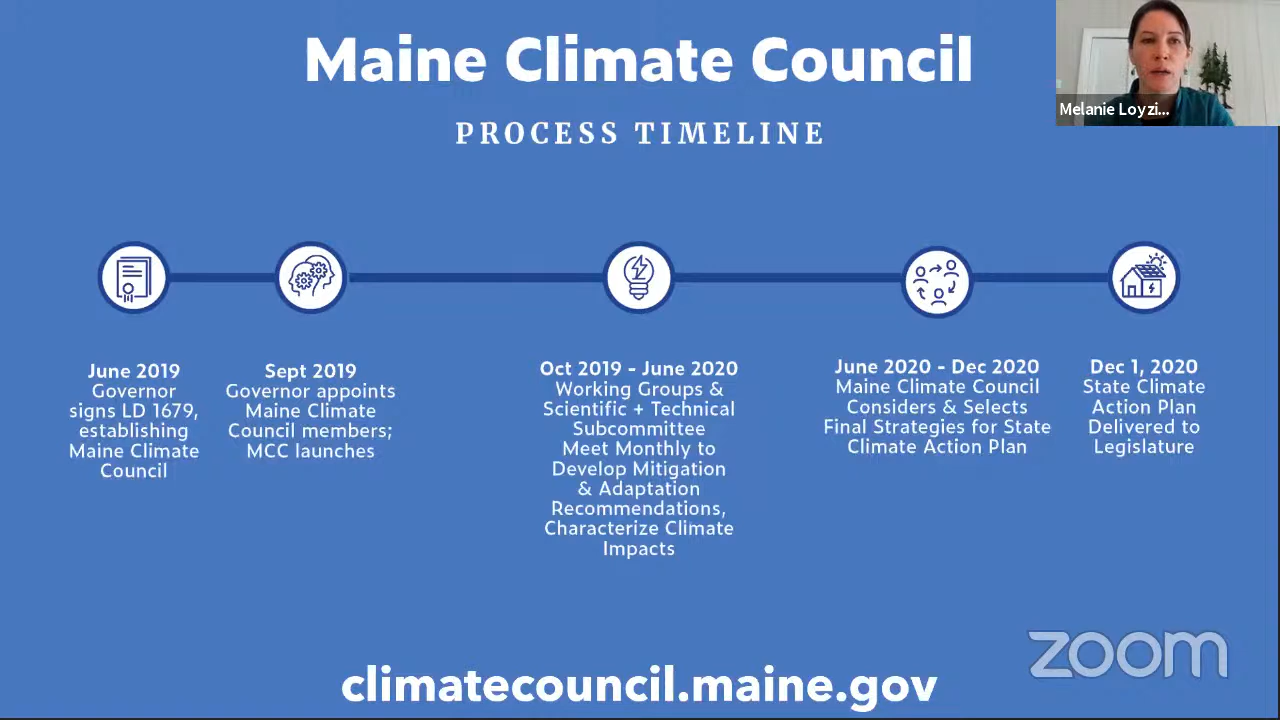 Maine Climate Council
PROCESS TIMELINE
Melanie Loyzi...
June 2019
Governor
signs LD 1679,
establishing
Maine Climate
Council
Sept 2019
Governor appoints
Maine Climate
Council members;
MCC launches
Oct 2019 - June 2020
Working Groups &
Scientific + Technical
Subcommittee
Meet Monthly to
Develop Mitigation
& Adaptation
Recommendations,
Characterize Climate
Impacts
June 2020 - Dec 2020
Maine Climate Council
Considers & Selects
Final Strategies for State
Climate Action Plan
Dec 1, 2020
State Climate
Action Plan
Delivered to
Legislature
zoom
climatecouncil.maine.gov